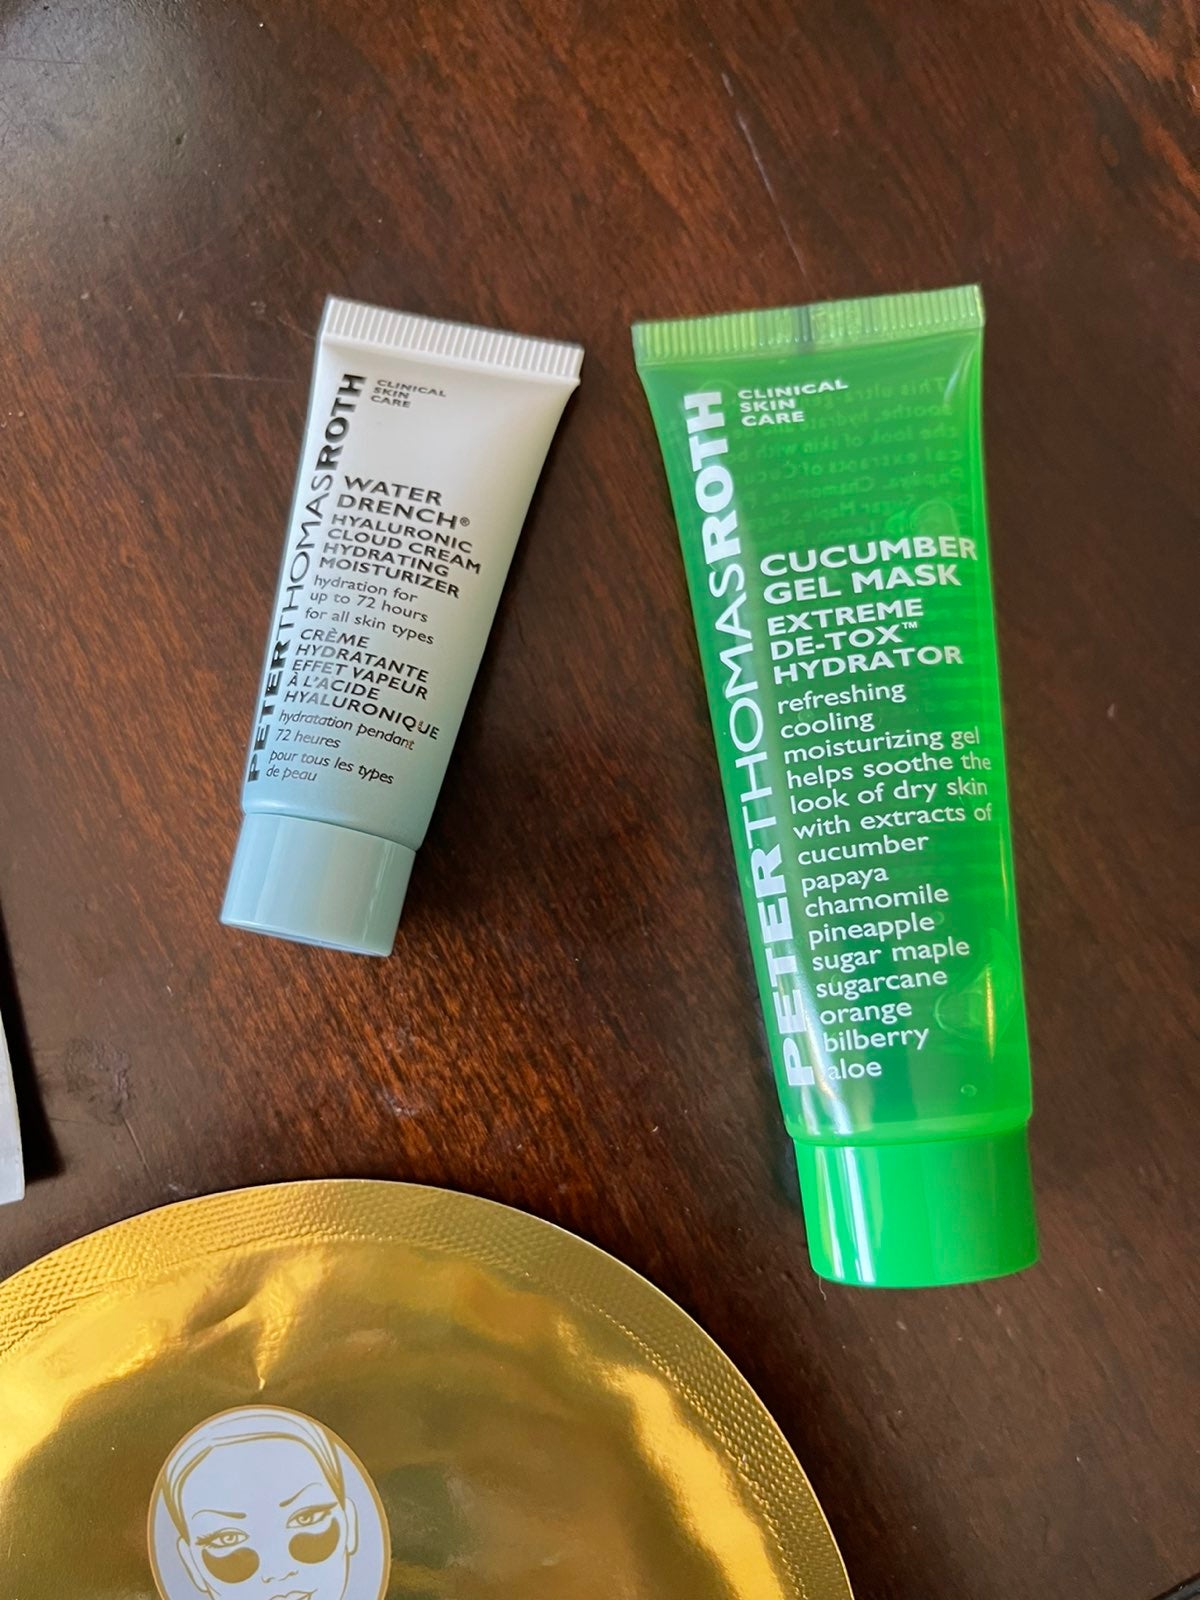 PETERTHOMASROTH
CLINICAL
SKIN
CARE
WATER
DRENCH®
HYALURONIC
CLOUD CREAM
HYDRATING
MOISTURIZER
hydration for
up to 72 hours
for all skin types
CRÈME
HYDRATANTE
EFFET VAPEUR
À L'ACIDE
HYALURONIQUE
hydratation pendant
72 heures
pour tous les types
de peau
PETERTHOMASROTH
CLINICAL
SKIN
CARE
CUCUMBER
GEL MASK
EXTREME
DE-TOX™
HYDRATOR
refreshing
cooling
moisturizing gel
helps soothe the
look of dry skin
with extracts of
cucumber
papaya
chamomile
pineapple
sugar maple
sugarcane
orange
bilberry
aloe